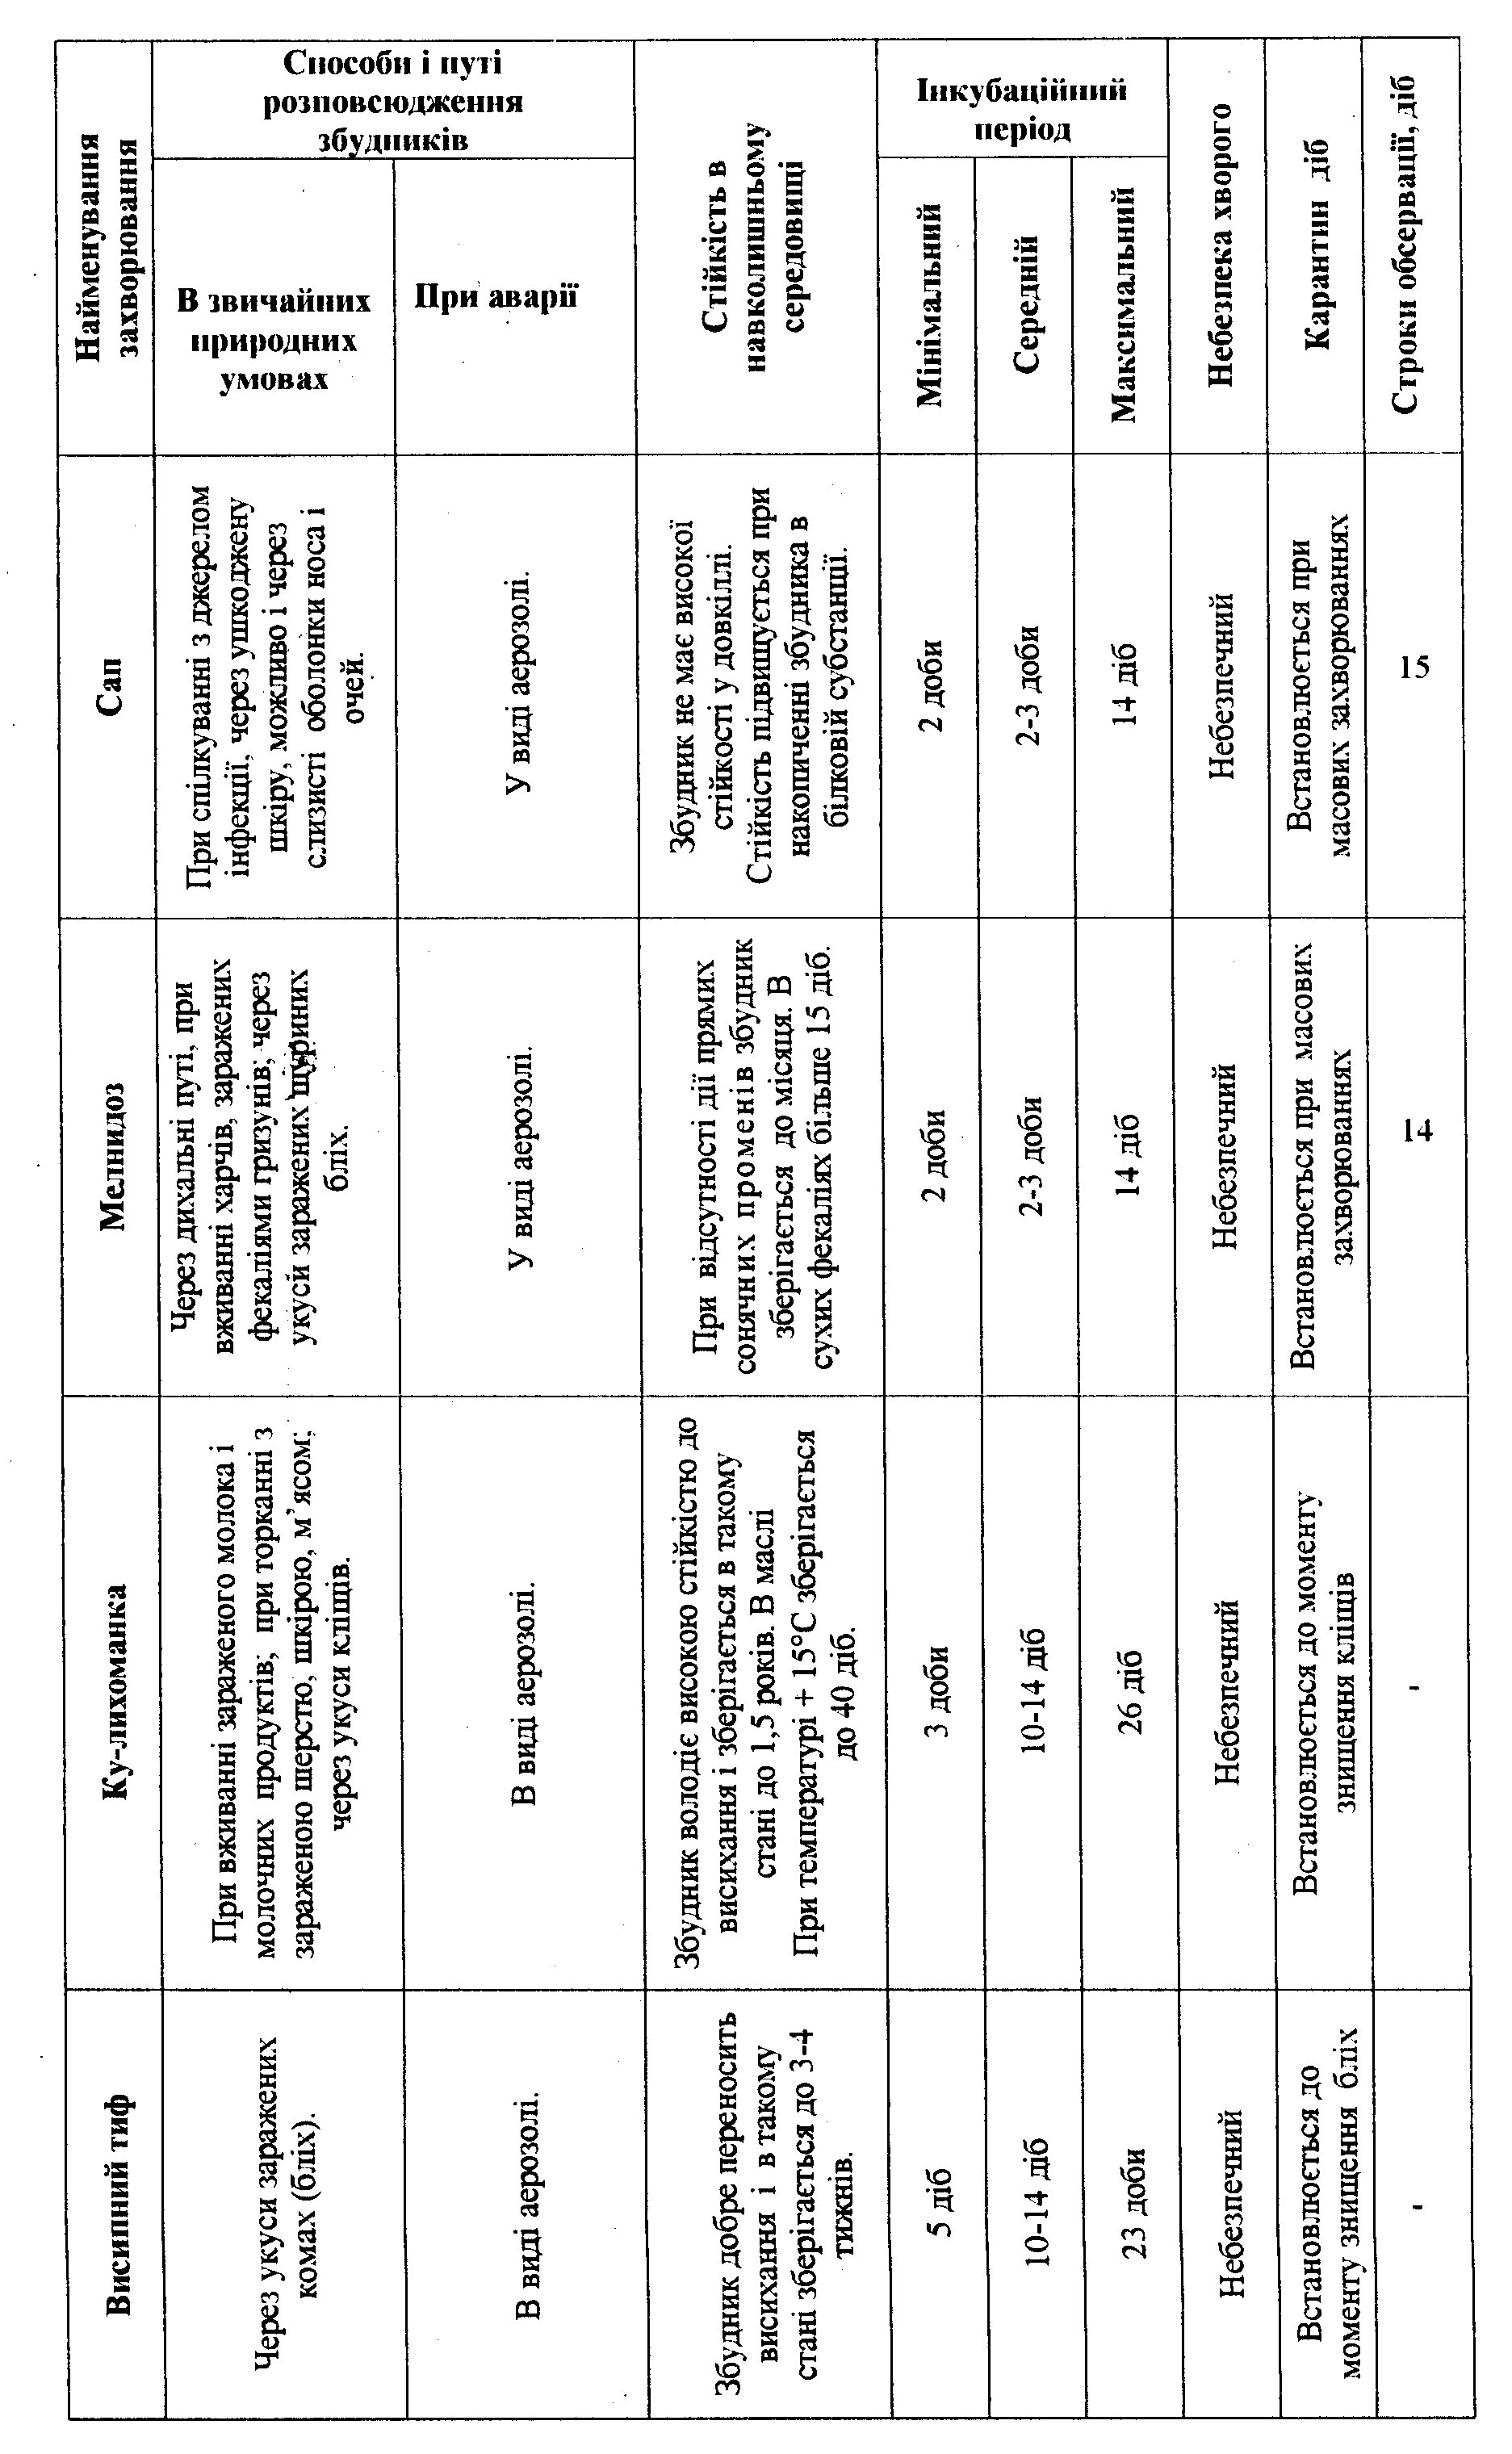 Найменування
захворювання
Сап
Мелнидоз
Ку-лихоманка
Висипний тиф
Способи і путі
розповсюдження
збудників
В звичайних
природних
умовах
При спілкуванні з джерелом
інфекції, через ушкоджену
шкіру, можливо і через
слизисті оболонки носа і
очей.
Через дихальні путі, при
вживанні харчів, заражених
фекаліями гризунів; через
укуси заражених щуриних
бліх.
При вживанні зараженого молока і
молочних продуктів; при торканні з
зараженою шерстю, шкірою, м'ясом;
через укуси кліщів.
Через укуси заражених
комах (бліх).
При аварії
У виді аерозолі.
У виді аерозолі.
В виді аерозолі.
В виді аерозолі.
Стійкість в
навколишньому
середовищі
Збудник не має високої
стійкості у довкіллі.
Стійкість підвищується при
накопиченні збудника в
білковій субстанції.
При відсутності дії прямих
сонячних променів збудник
зберігається до місяця. В
сухих фекаліях більше 15 діб.
Збудник володіє високою стійкістю до
висихання і зберігається в такому
стані до 1,5 років. В маслі
При температурі + 15°С зберігається
до 40 діб.
Збудник добре переносить
висихання і в такому
стані зберігається до 3-4
тижнів.
Інкубаційний
період
Мінімальний
2 доби
2 доби
3 доби
5 діб
Середній
2-3 доби
2-3 доби
10-14 діб
10-14 діб
Максимальний
14 діб
14 діб
26 діб
23 доби
Небезпека хворого
Небезпечний
Небезпечний
Небезпечний
Небезпечний
Карантин діб
Встановлюється при
масових захворюваннях
Встановлюється при масових
захворюваннях
Встановлюється до моменту
знищення кліщів
Встановлюється до
моменту знищення бліх
Строки обсервації, діб
15
14
-
-